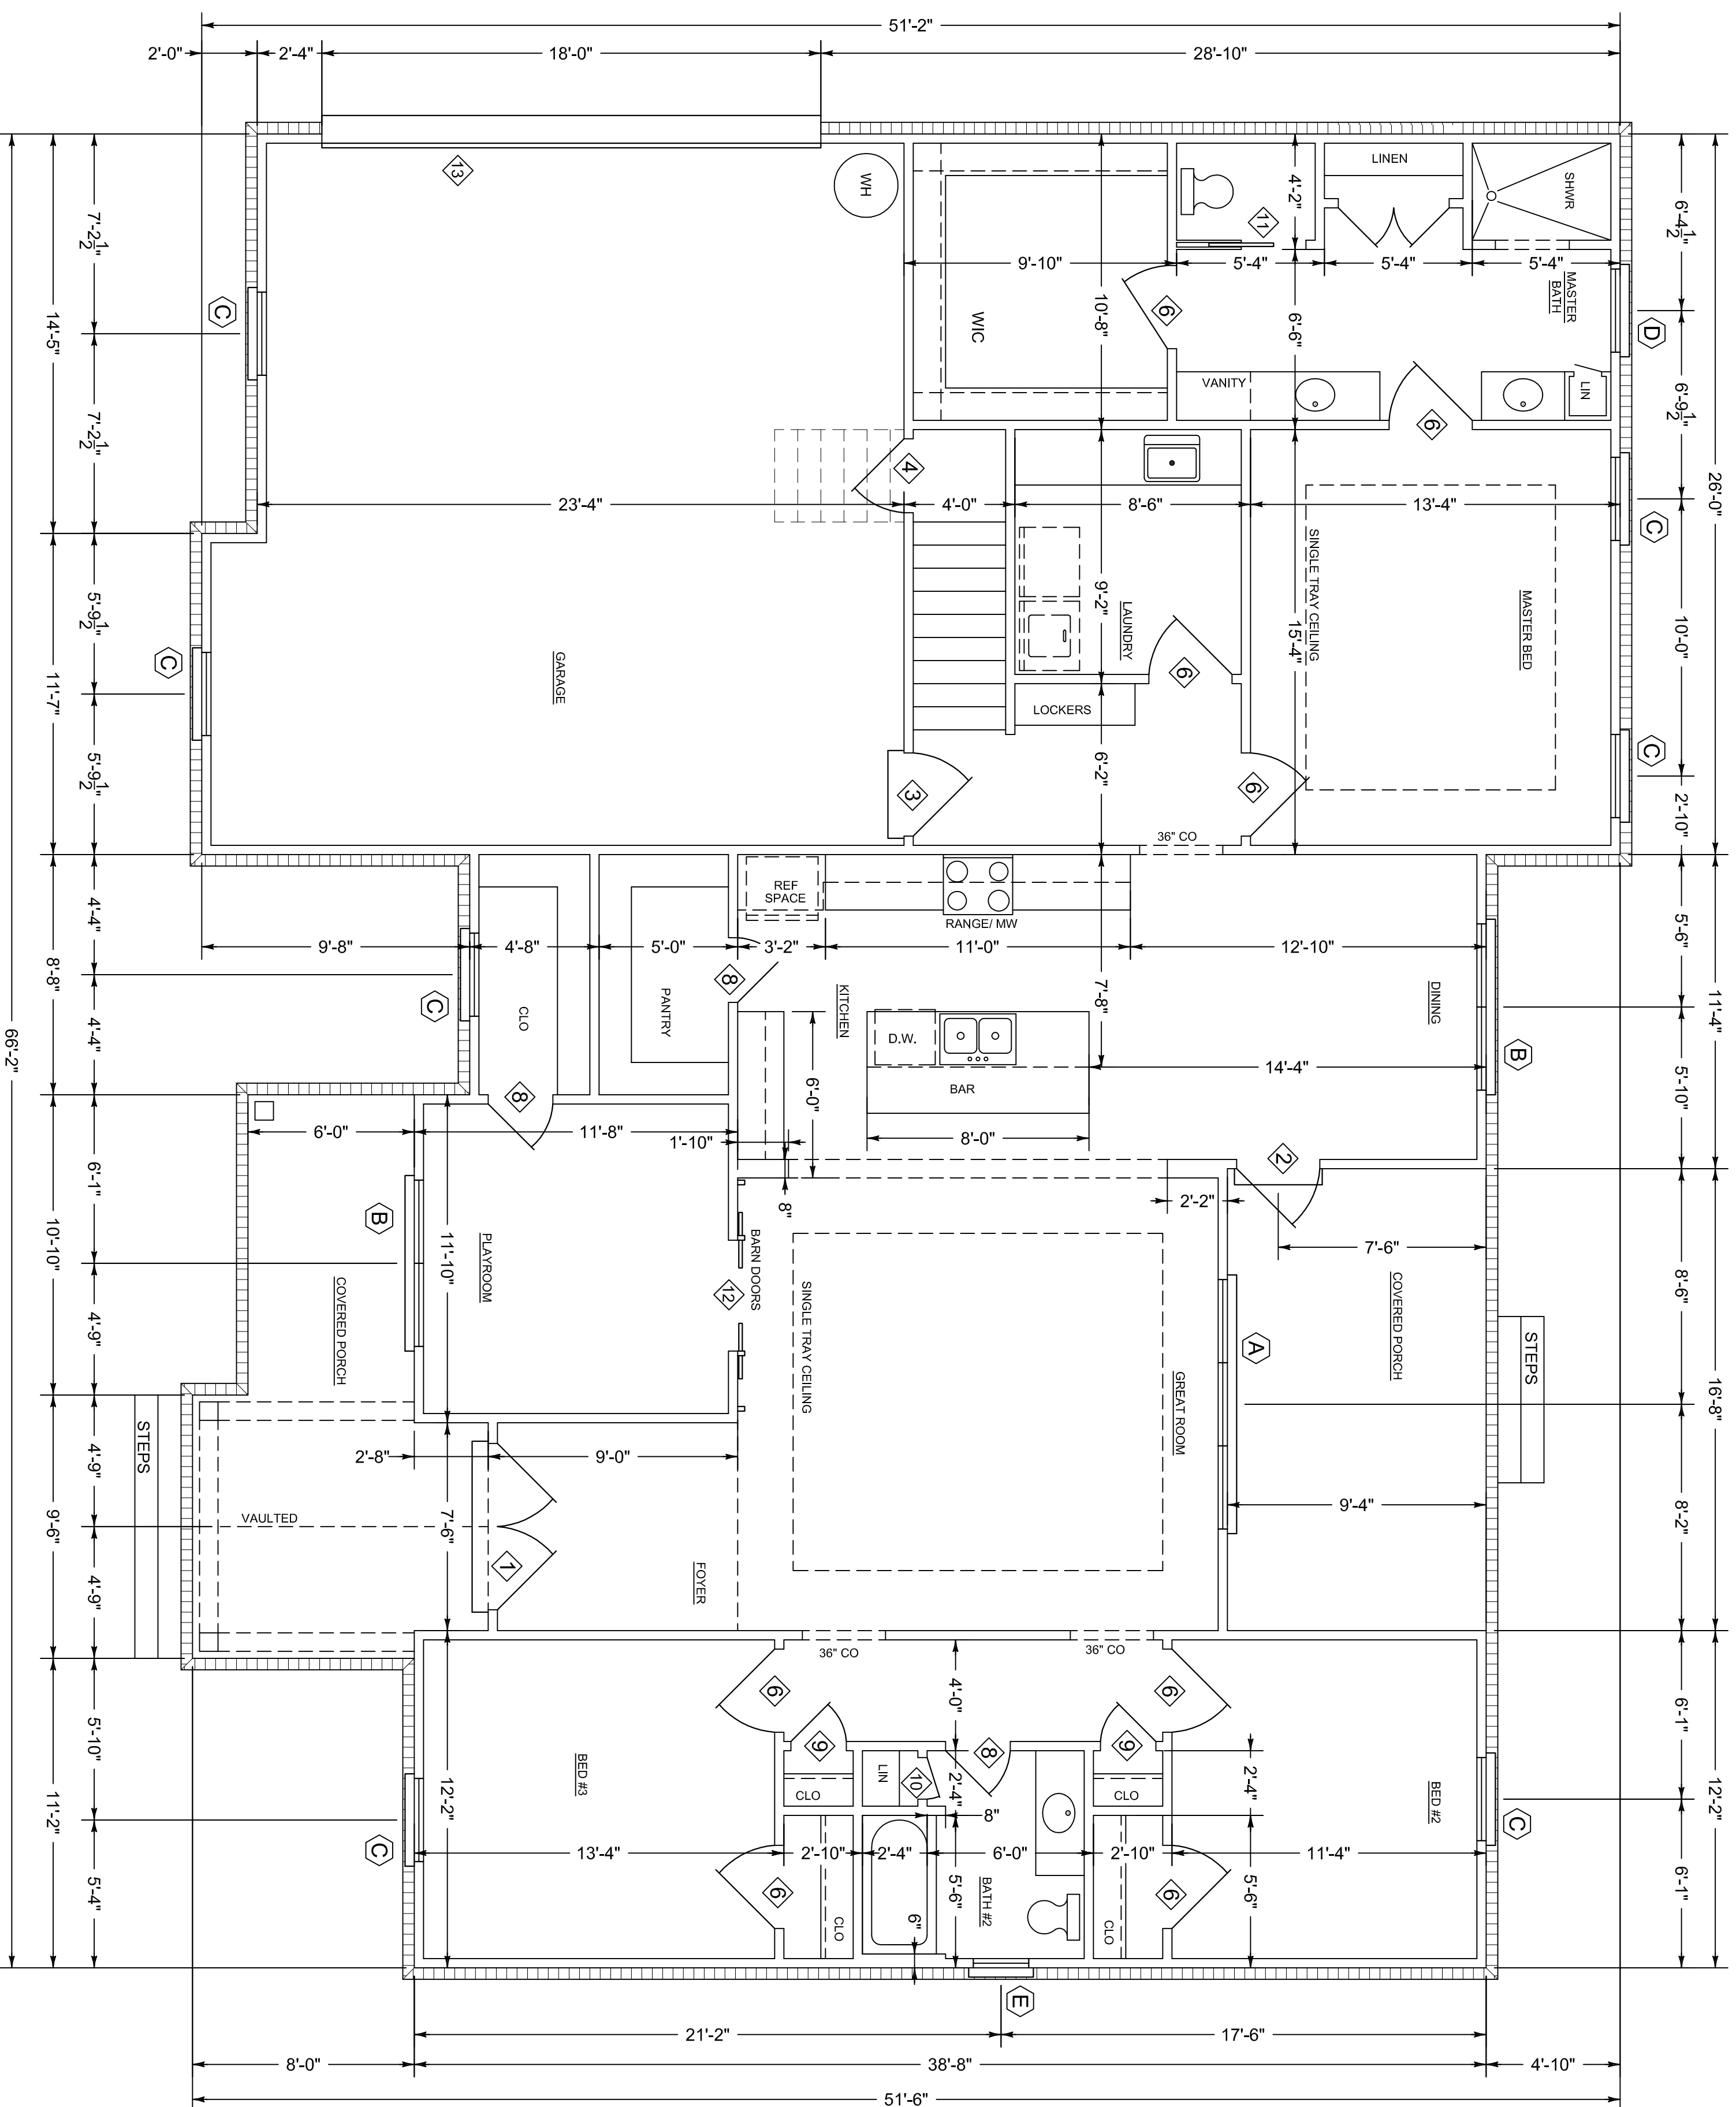 51'-2"
2'-0"
2'-4"
18'-0"
28'-10"
26'-0"
6'-4 1/2"
6'-9 1/2"
10'-0"
2'-10"
D
C
C
SHWR
LINEN
MASTER
BATH
LIN
VANITY
4'-2"
6'-6"
5'-4"
5'-4"
5'-4"
11
6
6
WIC
9'-10"
10'-8"
WH
13
7'-2 1/2"
7'-2 1/2"
14'-5"
C
23'-4"
4
4'-0"
8'-6"
13'-4"
SINGLE TRAY CEILING
MASTER BED
15'-4"
LAUNDRY
9'-2"
6
LOCKERS
6'-2"
6
3
GARAGE
C
5'-9 1/2"
5'-9 1/2"
11'-7"
36" CO
REF
SPACE
RANGE/ MW
9'-8"
4'-8"
5'-0"
3'-2"
11'-0"
12'-10"
5'-6"
11'-4"
5'-10"
B
DINING
7'-8"
KITCHEN
8
PANTRY
CLO
C
4'-4"
4'-4"
8'-8"
66'-2"
D.W.
BAR
14'-4"
6'-0"
8'-0"
1'-10"
8
11'-8"
6'-0"
2
8"
2'-2"
7'-6"
COVERED PORCH
STEPS
8'-6"
16'-8"
8'-2"
A
GREAT ROOM
SINGLE TRAY CEILING
BARN DOORS
12
PLAYROOM
11'-10"
B
COVERED PORCH
6'-1"
4'-9"
10'-10"
STEPS
4'-9"
4'-9"
9'-6"
2'-8"
9'-0"
9'-4"
VAULTED
7'-6"
1
FOYER
36" CO
36" CO
6
4'-0"
6
9
8
9
LIN
10
2'-4"
2'-4"
CLO
CLO
8"
BED #3
12'-2"
BED #2
C
6'-1"
12'-2"
6'-1"
13'-4"
2'-10"
2'-4"
6'-0"
2'-10"
11'-4"
C
5'-10"
5'-4"
11'-2"
6
CLO
6"
5'-6"
BATH #2
CLO
6
5'-6"
E
21'-2"
17'-6"
8'-0"
38'-8"
4'-10"
51'-6"